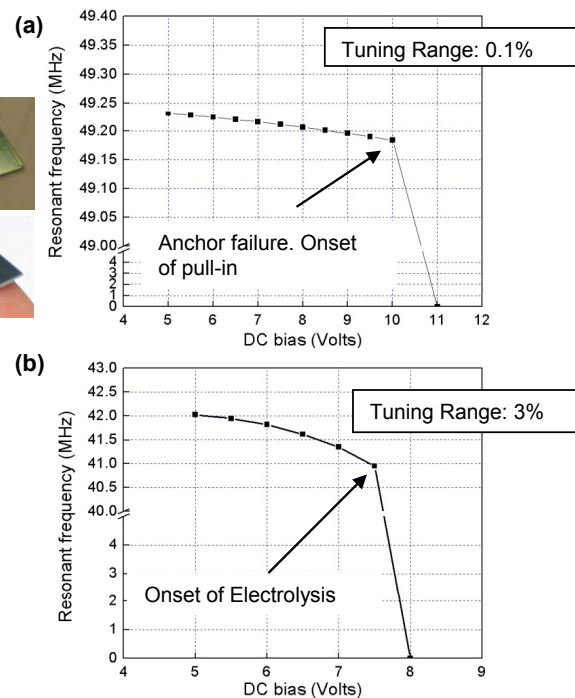 (a)
49.40
49.35
49.30
49.25
49.20
49.15
49.10
49.05
49.00
4
3
2
1
0
Resonant frequency (MHz)
Tuning Range: 0.1%
Anchor failure. Onset
of pull-in
4 5 6 7 8 9 10 11 12
DC bias (Volts)
(b)
43.0
42.5
42.0
41.5
41.0
40.5
40.0
4
3
2
1
0
Resonant frequency (MHz)
Tuning Range: 3%
Onset of Electrolysis
4 5 6 7 8 9
DC bias (Volts)